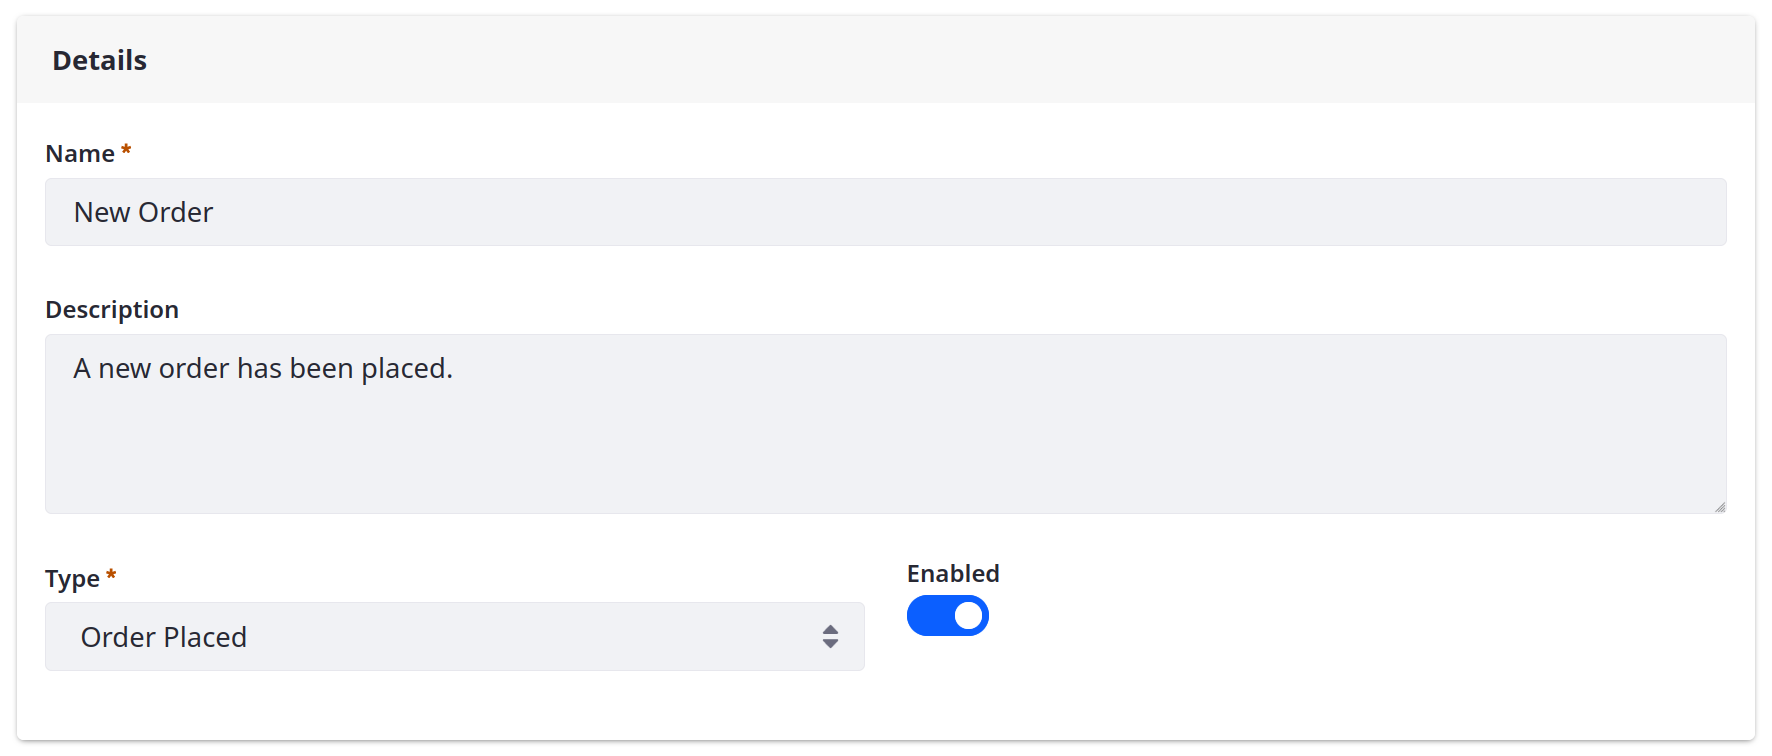 Details
Name *
New Order
Description
A new order has been placed.
Type *
Enabled
Order Placed